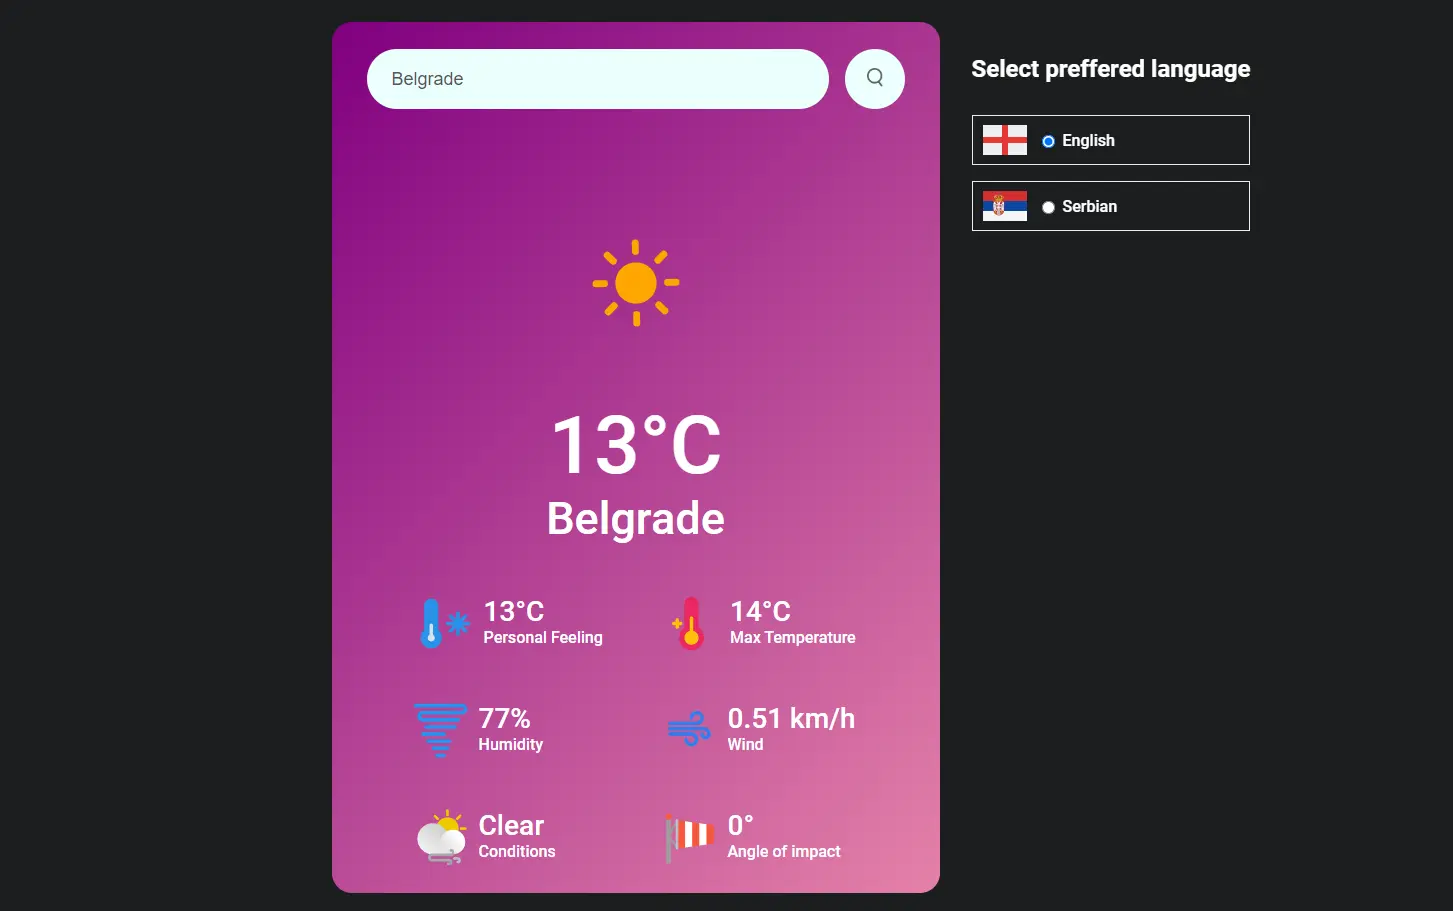 Belgrade
Select preffered language
English
Serbian
13°C
Belgrade
13°C
Personal Feeling
14°C
Max Temperature
77%
Humidity
0.51 km/h
Wind
Clear
Conditions
0°
Angle of impact